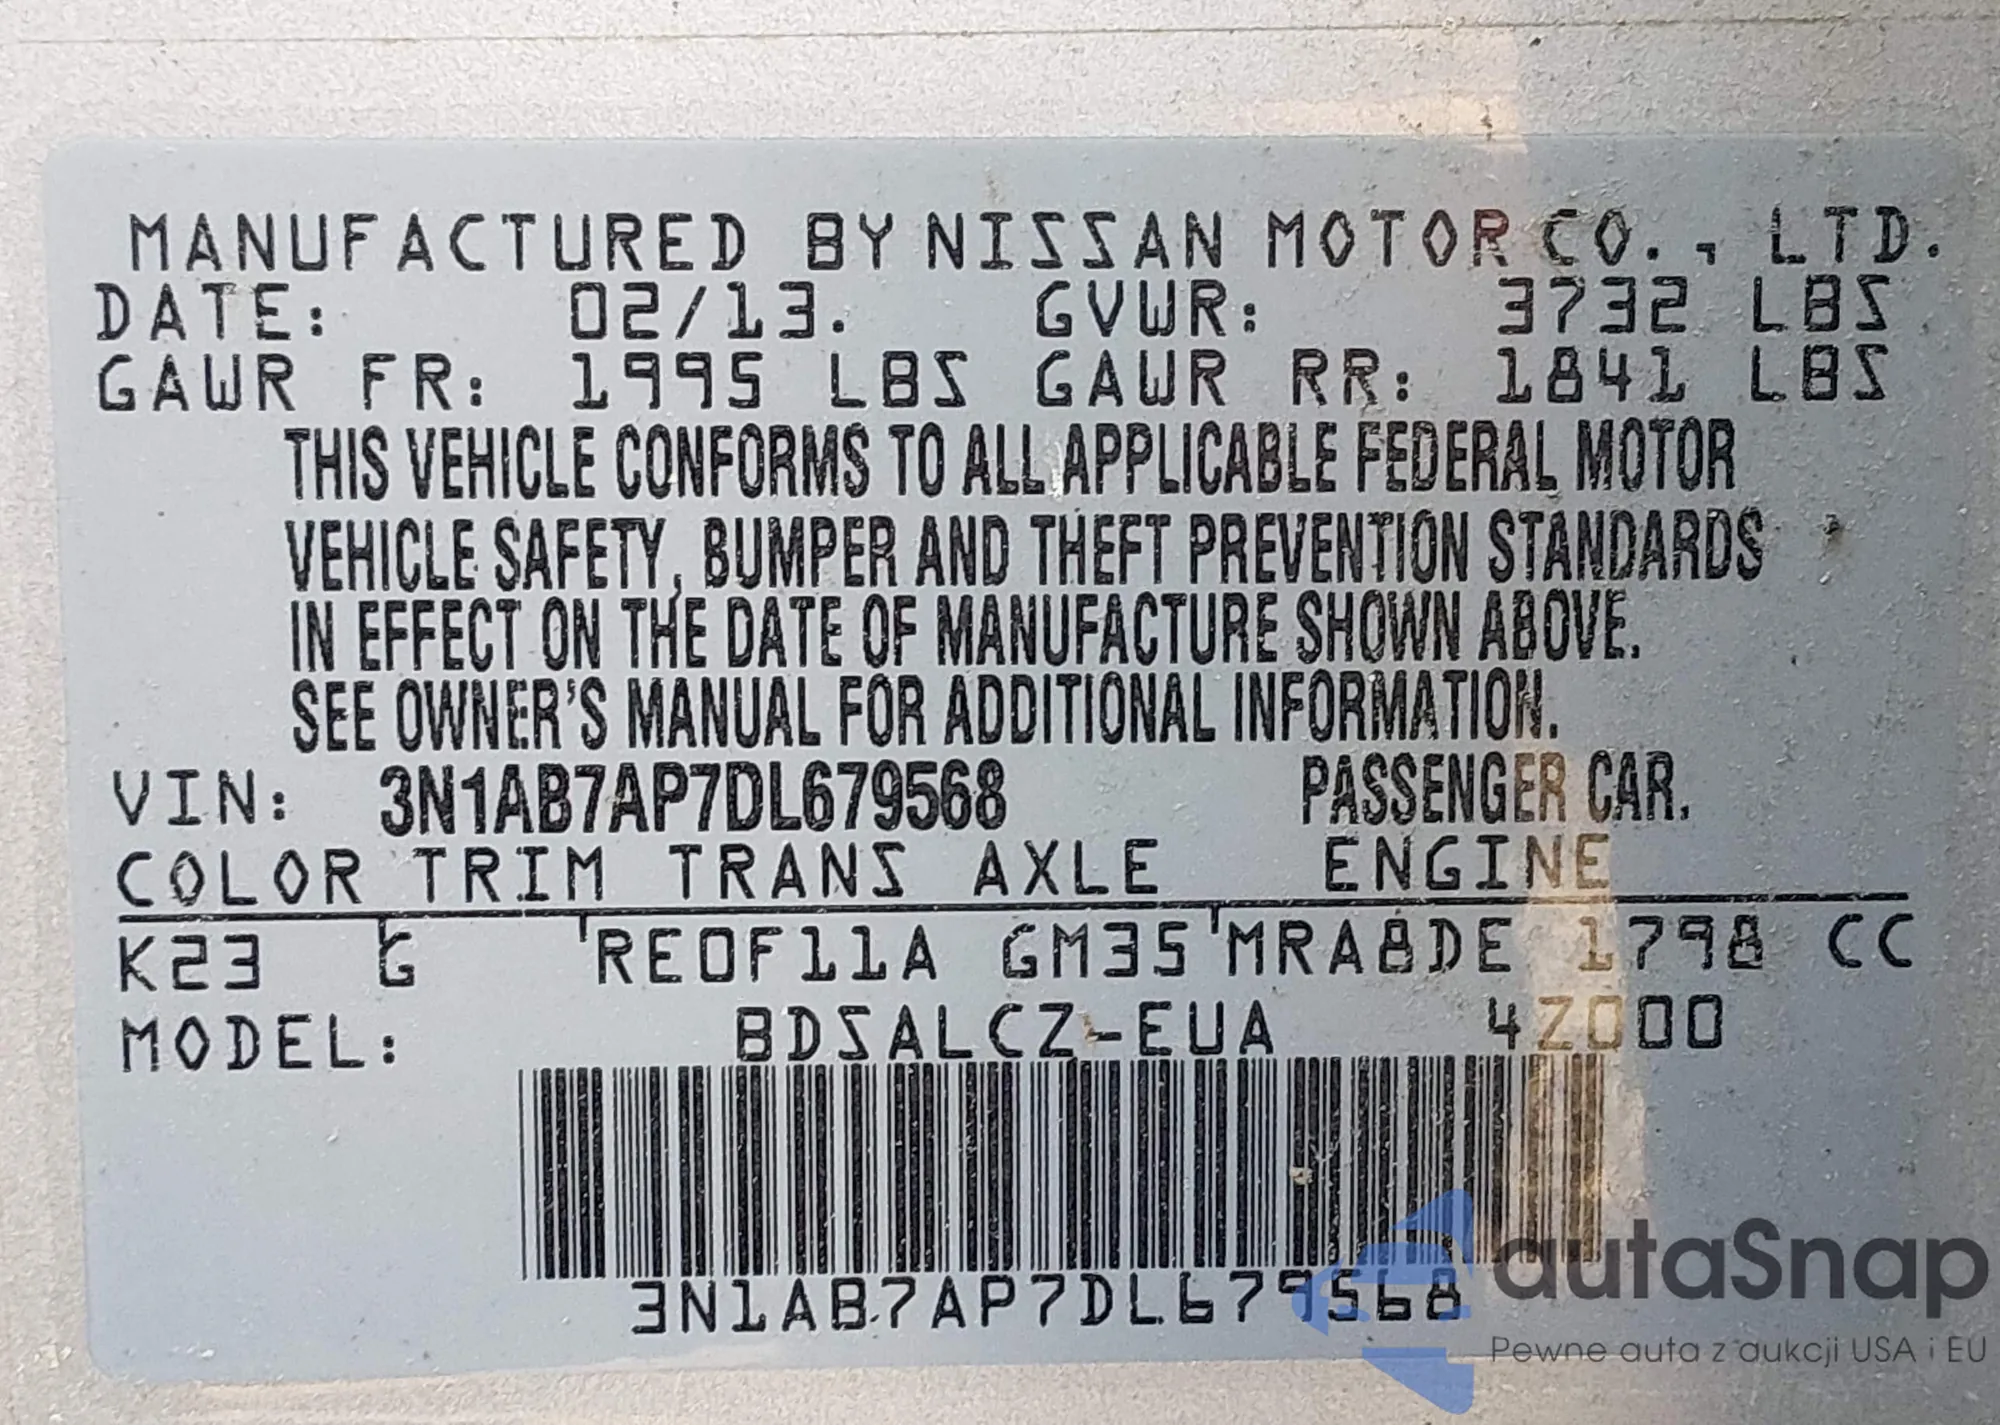 MANUFACTURED BY NISSAN MOTOR CO., LTD.
DATE: 02/13. GVWR: 3732 LBS
GAWR FR: 1995 LBS GAWR RR: 1841 LBS
THIS VEHICLE CONFORMS TO ALL APPLICABLE FEDERAL MOTOR
VEHICLE SAFETY, BUMPER AND THEFT PREVENTION STANDARDS
IN EFFECT ON THE DATE OF MANUFACTURE SHOWN ABOVE.
SEE OWNER'S MANUAL FOR ADDITIONAL INFORMATION.
VIN: 3N1AB7AP7DL679568 PASSENGER CAR.
COLOR TRIM TRANS AXLE ENGINE
K23 G RE0F11A GM35 MRA8DE 1798 CC
MODEL: BDSALCZ-EUA 4Z000
3N1AB7AP7DL679568
autaSnap
Pewne auta z aukcji USA i EU